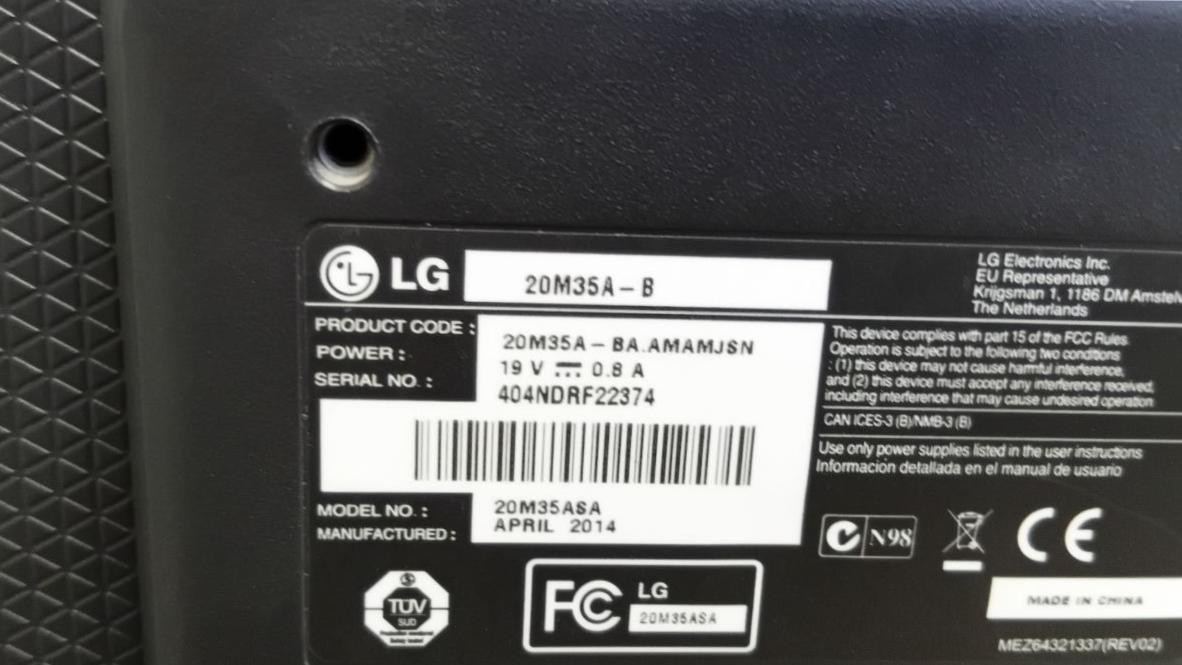 LG 20M35A-B
LG Electronics Inc.
EU Representative
Krijgsman 1, 1186 DM
The Netherlands
PRODUCT CODE : 20M35A-BA.AMAMJSN
POWER : 19 V ⎓ 0.8 A
SERIAL NO. : 404NDRF22374
MODEL NO. : 20M35ASA
MANUFACTURED : APRIL 2014
This device complies with part 15 of the FCC Rules
Operation is subject to the following two conditions
: (1) this device may not cause harmful interference,
and (2) this device must accept any interference received,
including interference that may cause undesired operation
CAN ICES-3 (B)/NMB-3 (B)
Use only power supplies listed in the user instructions
Información detallada en el manual de usuario
N98
CE
TÜV
SUD
FC LG
20M35ASA
MADE IN CHINA
MEZ64321337(REV02)